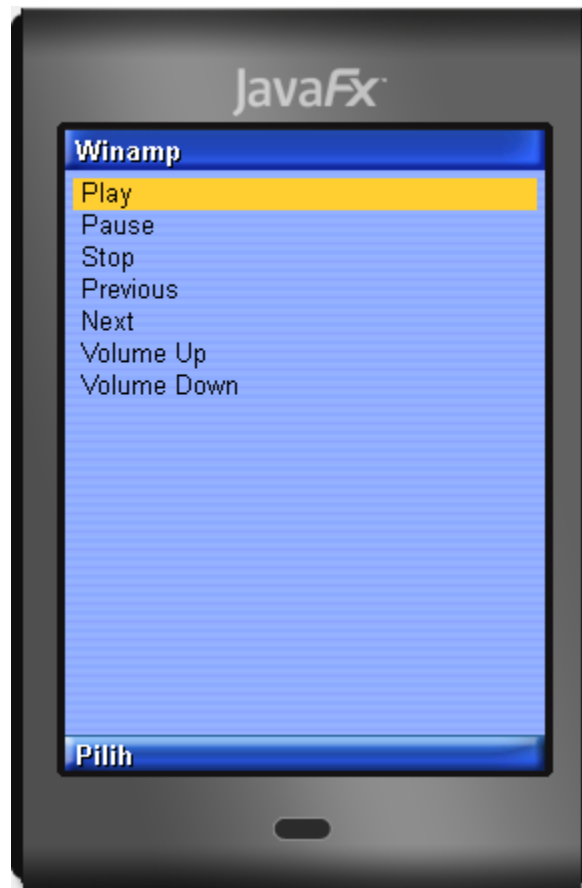 JavaFx
Winamp
Play
Pause
Stop
Previous
Next
Volume Up
Volume Down
Pilih